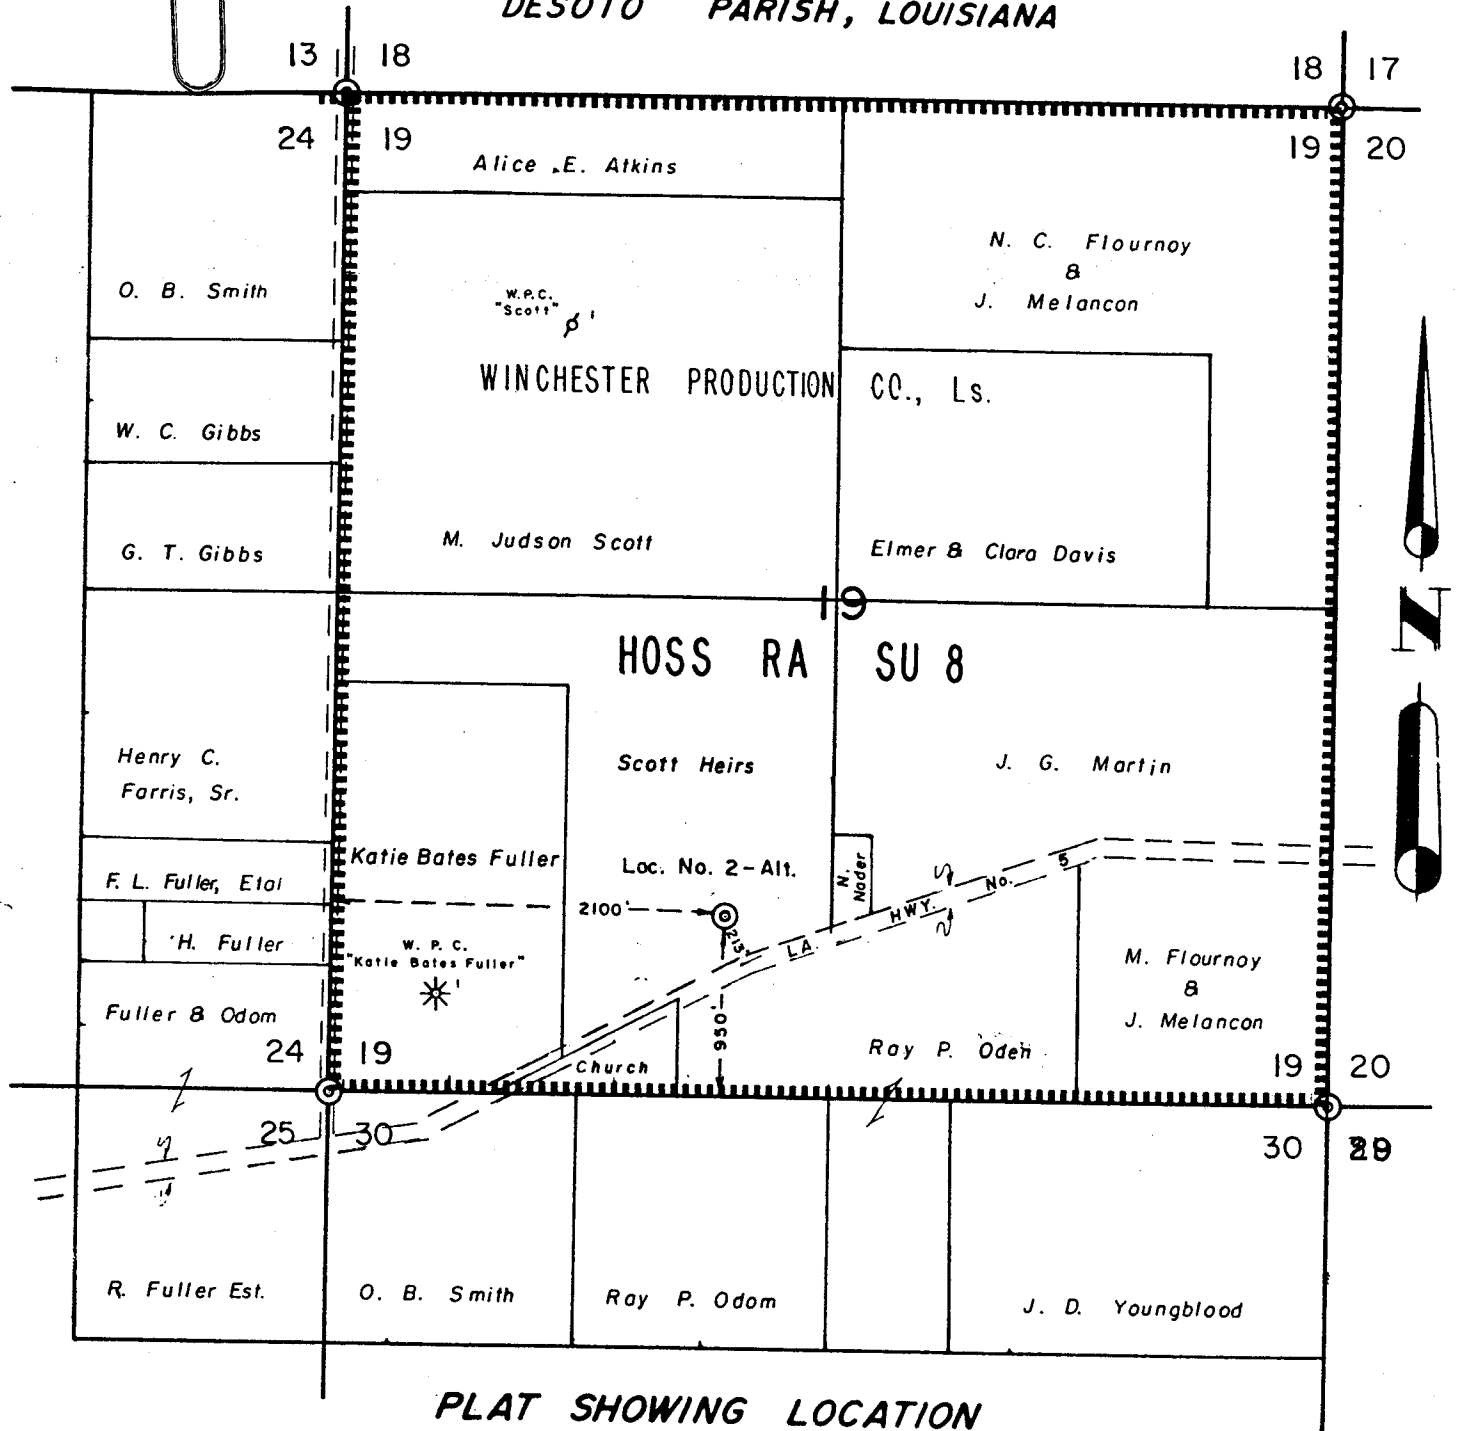 DESOTO PARISH, LOUISIANA
13 18
18 17
24 19
19 20
Alice E. Atkins
N. C. Flournoy
&
J. Melancon
O. B. Smith
W.P.C.
"Scott" 1
WINCHESTER PRODUCTION CO., Ls.
W. C. Gibbs
G. T. Gibbs
M. Judson Scott
Elmer & Clara Davis
19
N
HOSS RA SU 8
Henry C.
Farris, Sr.
Scott Heirs
J. G. Martin
Katie Bates Fuller
Loc. No. 2-Alt.
N.
Nader
F. L. Fuller, Etal
2100'
213'
LA. HWY. No. 5
H. Fuller
W. P. C.
"Katie Bates Fuller"
1
M. Flournoy
&
J. Melancon
Fuller & Odom
950'
Ray P. Oden
Church
24 19
19 20
25 30
30
R. Fuller Est.
O. B. Smith
Ray P. Odom
J. D. Youngblood
PLAT SHOWING LOCATION